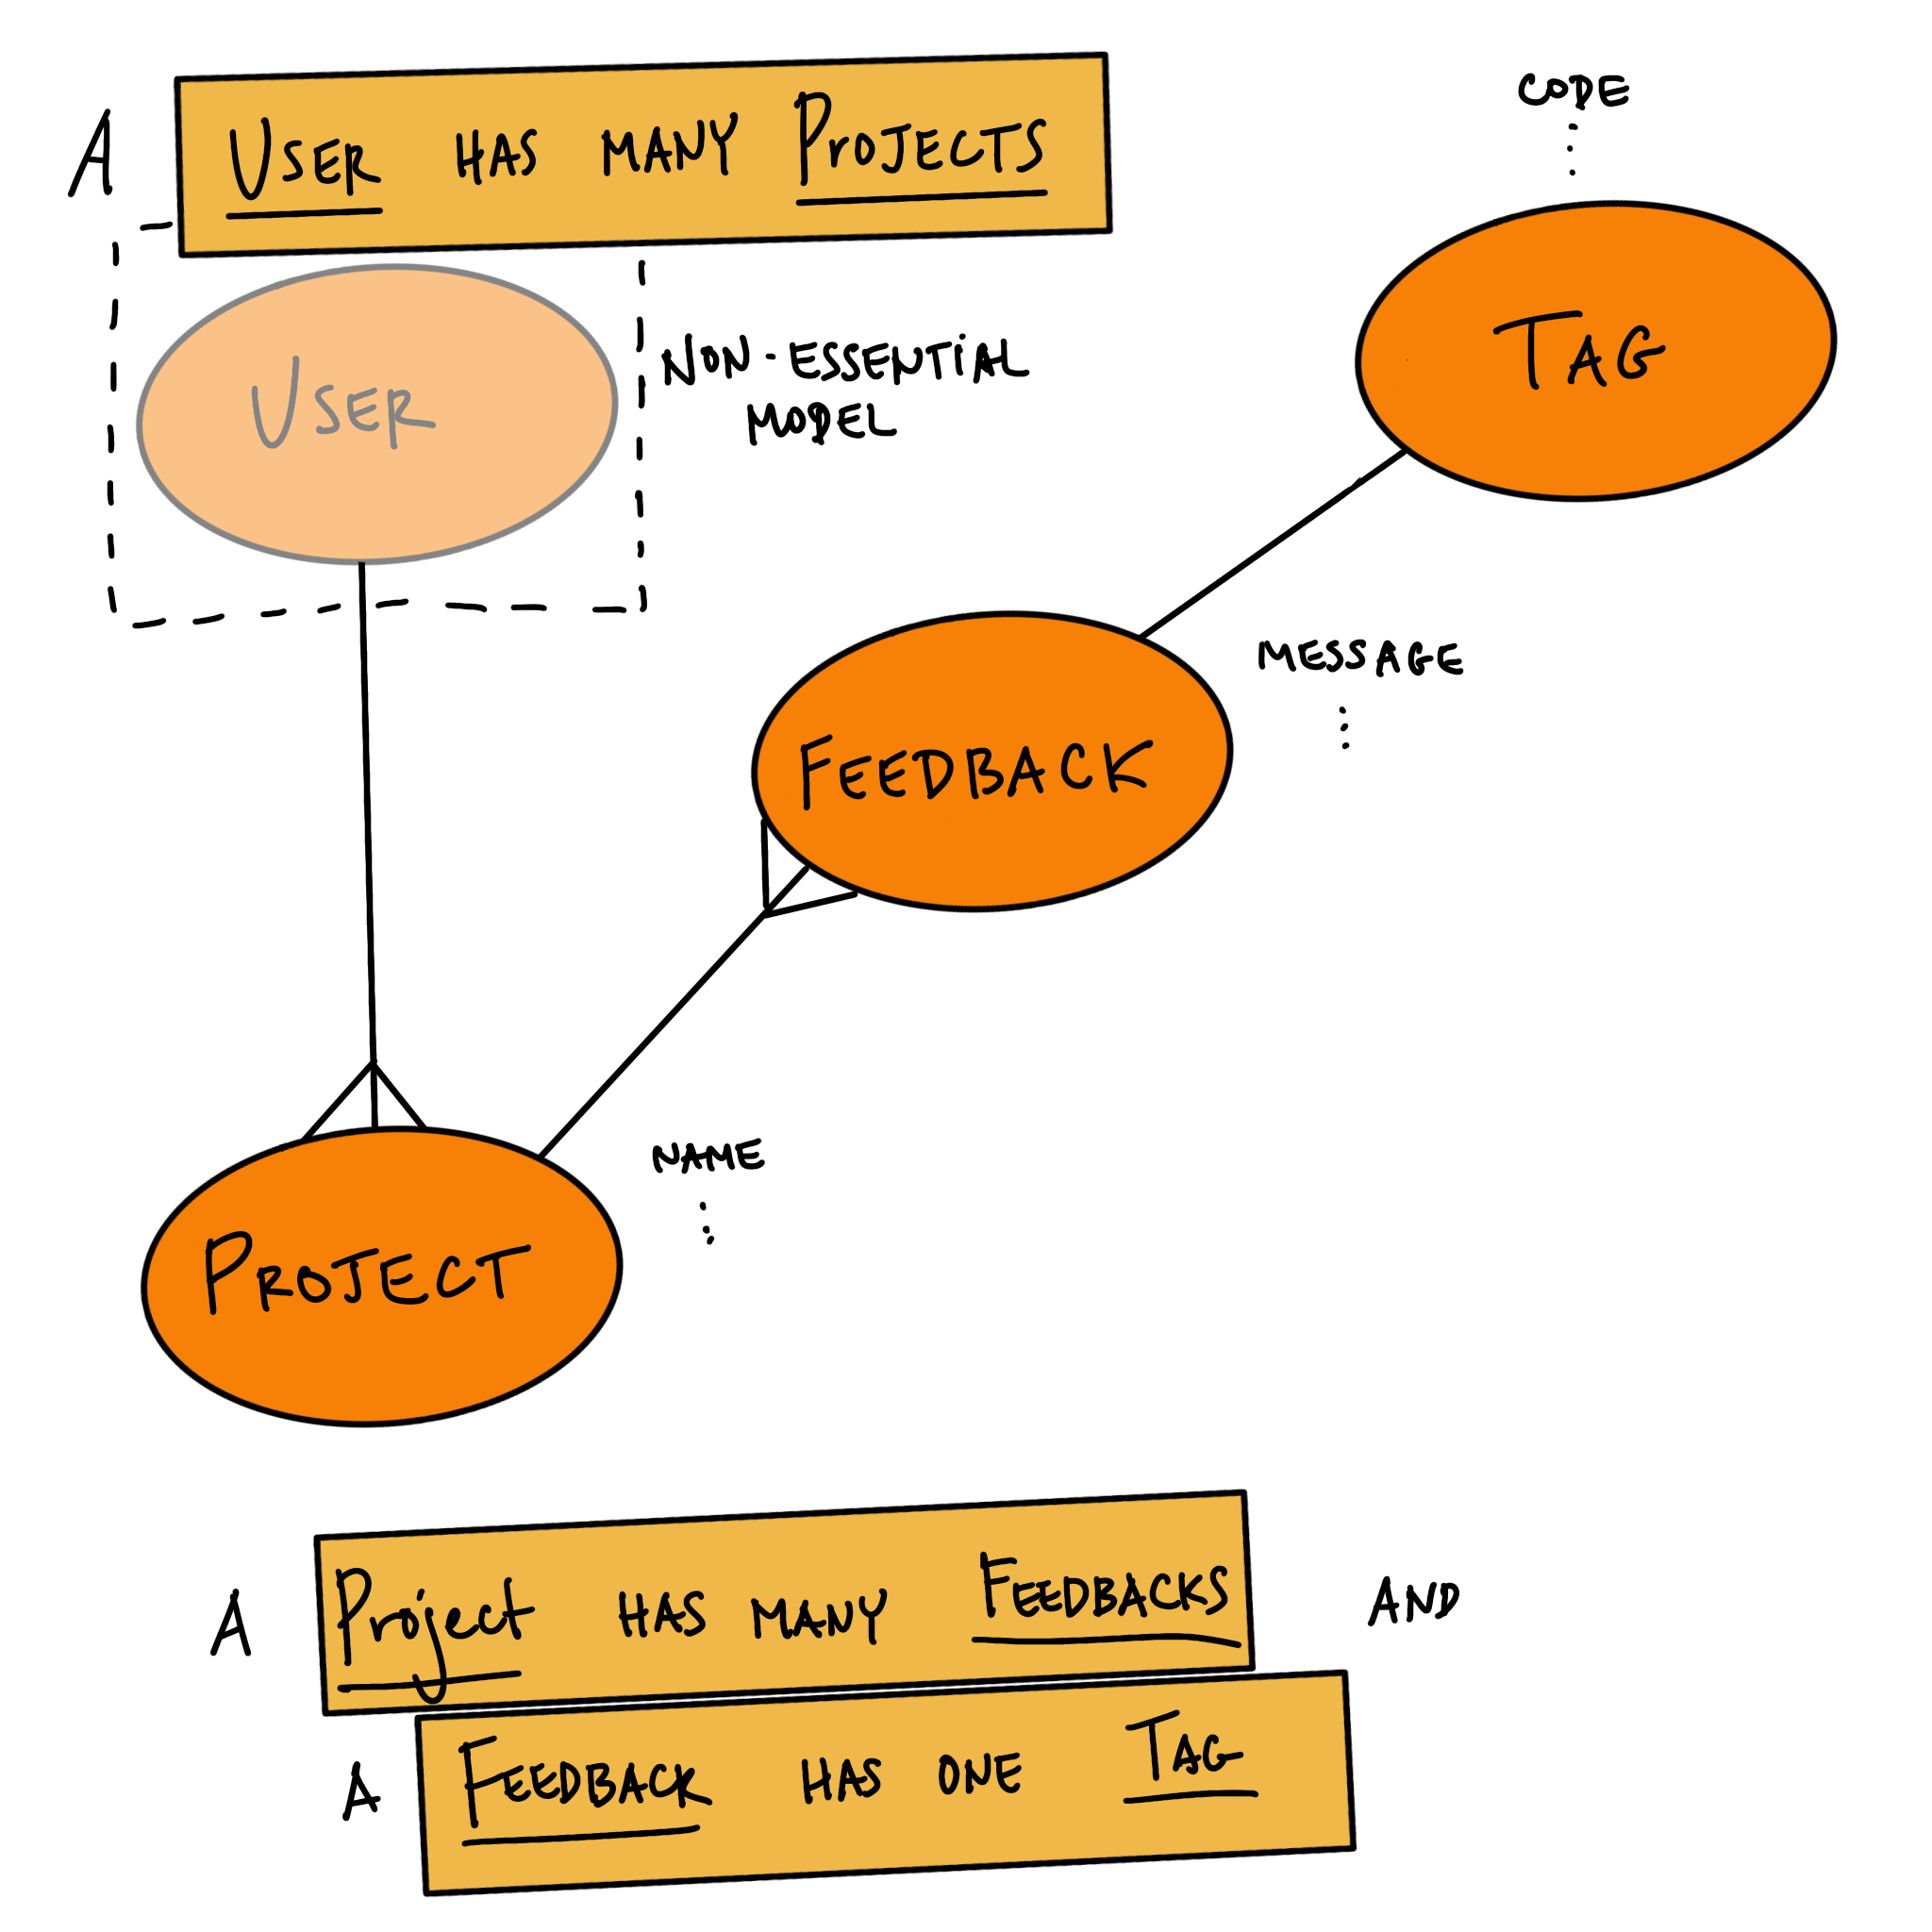 A USER HAS MANY PROJECTS
CODE
USER
NON-ESSENTIAL
MODEL
TAG
MESSAGE
FEEDBACK
NAME
PROJECT
A Project HAS MANY FEEDBACKS AND
A FEEDBACK HAS ONE TAG